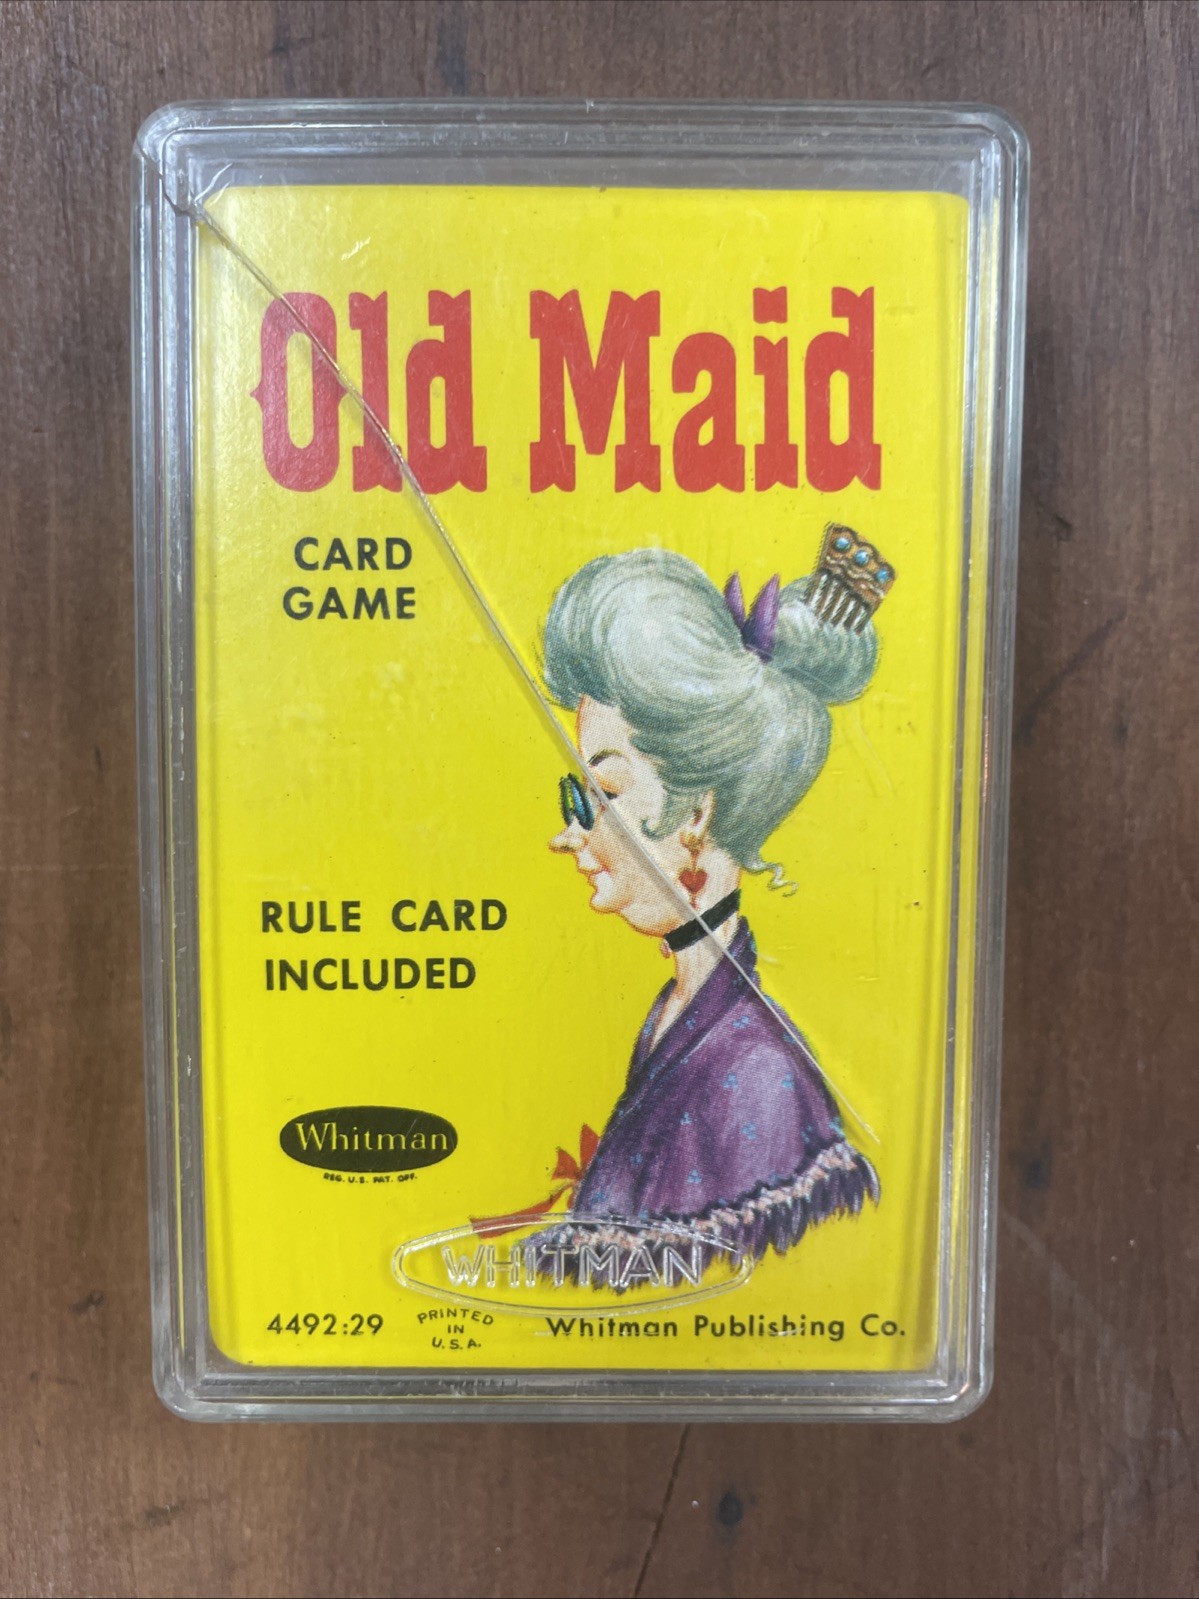 Old Maid
CARD
GAME
RULE CARD
INCLUDED
Whitman
REG. U.S. PAT. OFF.
WHITMAN
4492:29
PRINTED
IN
U.S.A.
Whitman Publishing Co.